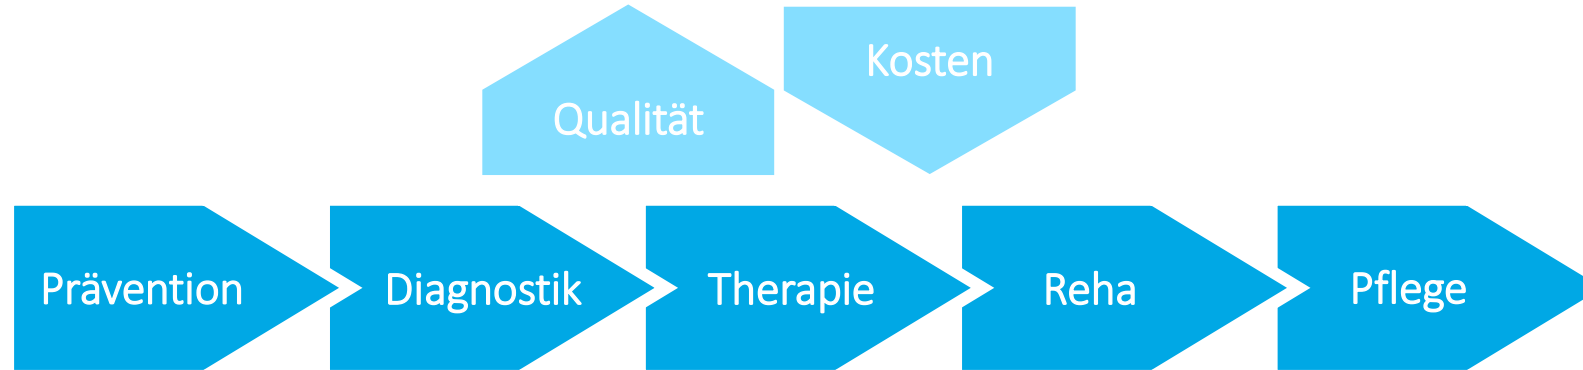 Kosten
Qualität
Prävention
Diagnostik
Therapie
Reha
Pflege